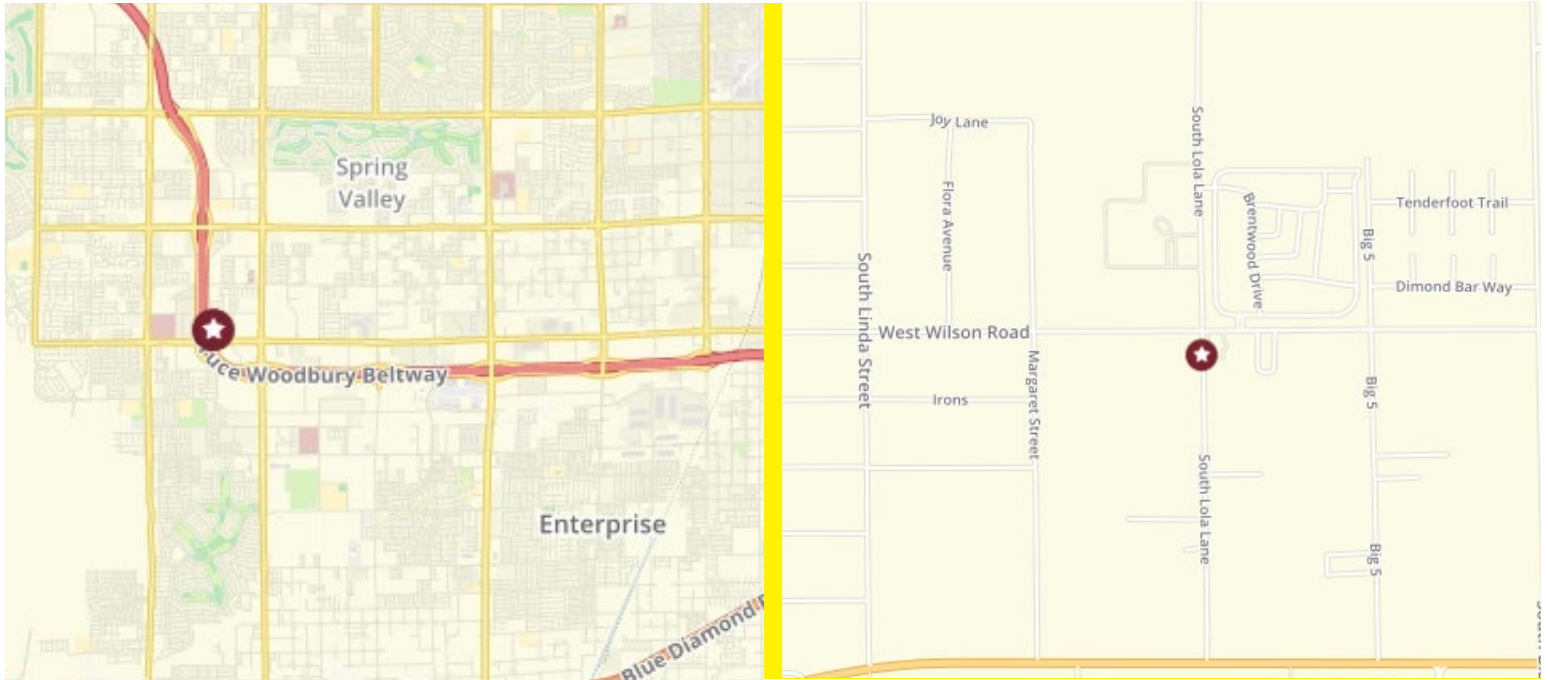 Spring
Valley
uce Woodbury Beltway
Enterprise
Blue Diamond
Joy Lane
South Lola Lane
Flora Avenue
Brentwood Drive
Tenderfoot Trail
Big 5
Dimond Bar Way
South Linda Street
West Wilson Road
Margaret Street
Irons
Big 5
South Lola Lane
Big 5